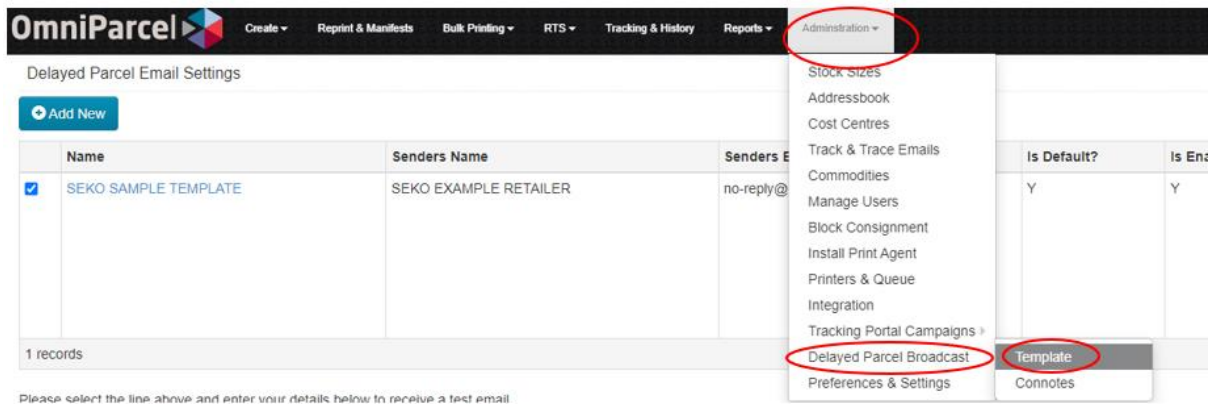 OmniParcel Create Reprint & Manifests Bulk Printing RTS Tracking & History Reports Adminstration
Delayed Parcel Email Settings
Add New
Name Senders Name Senders E Is Default? Is Ena
SEKO SAMPLE TEMPLATE SEKO EXAMPLE RETAILER no-reply@ Y Y
1 records
Please select the line above and enter your details below to receive a test email
Stock Sizes
Addressbook
Cost Centres
Track & Trace Emails
Commodities
Manage Users
Block Consignment
Install Print Agent
Printers & Queue
Integration
Tracking Portal Campaigns
Delayed Parcel Broadcast
Preferences & Settings
Template
Connotes